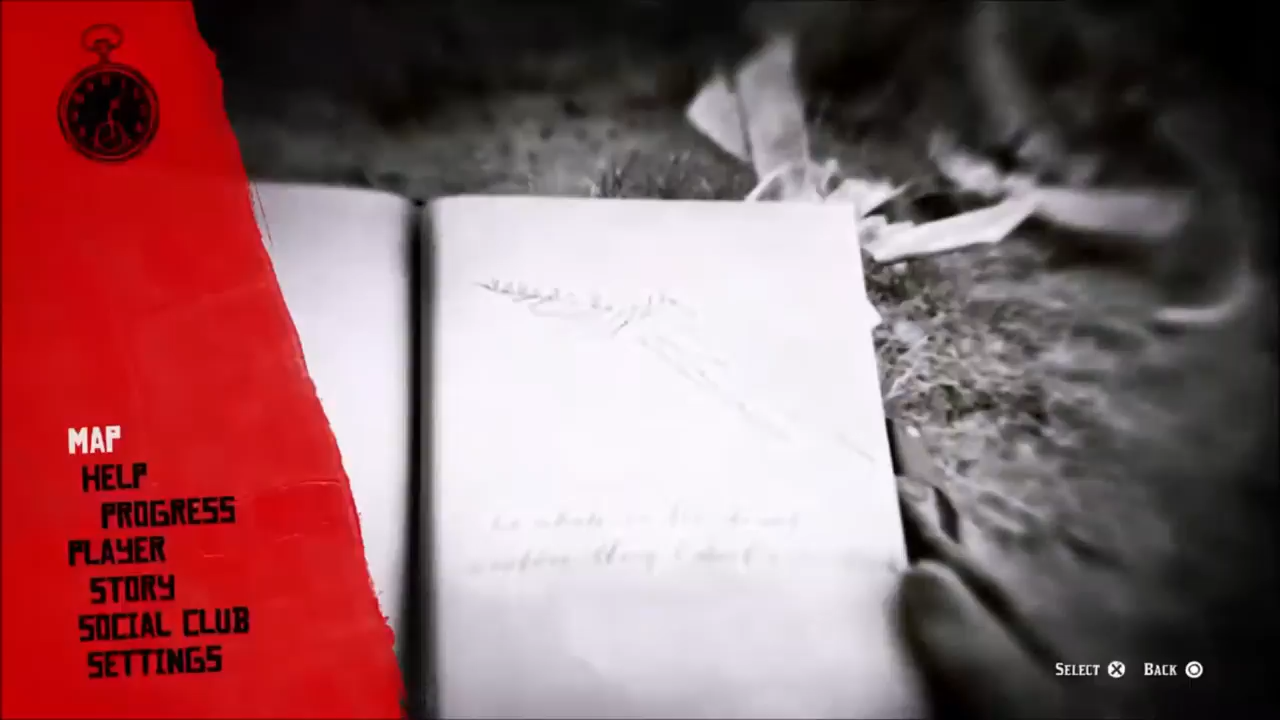 MAP
HELP
PROGRESS
PLAYER
STORY
SOCIAL CLUB
SETTINGS
SELECT BACK